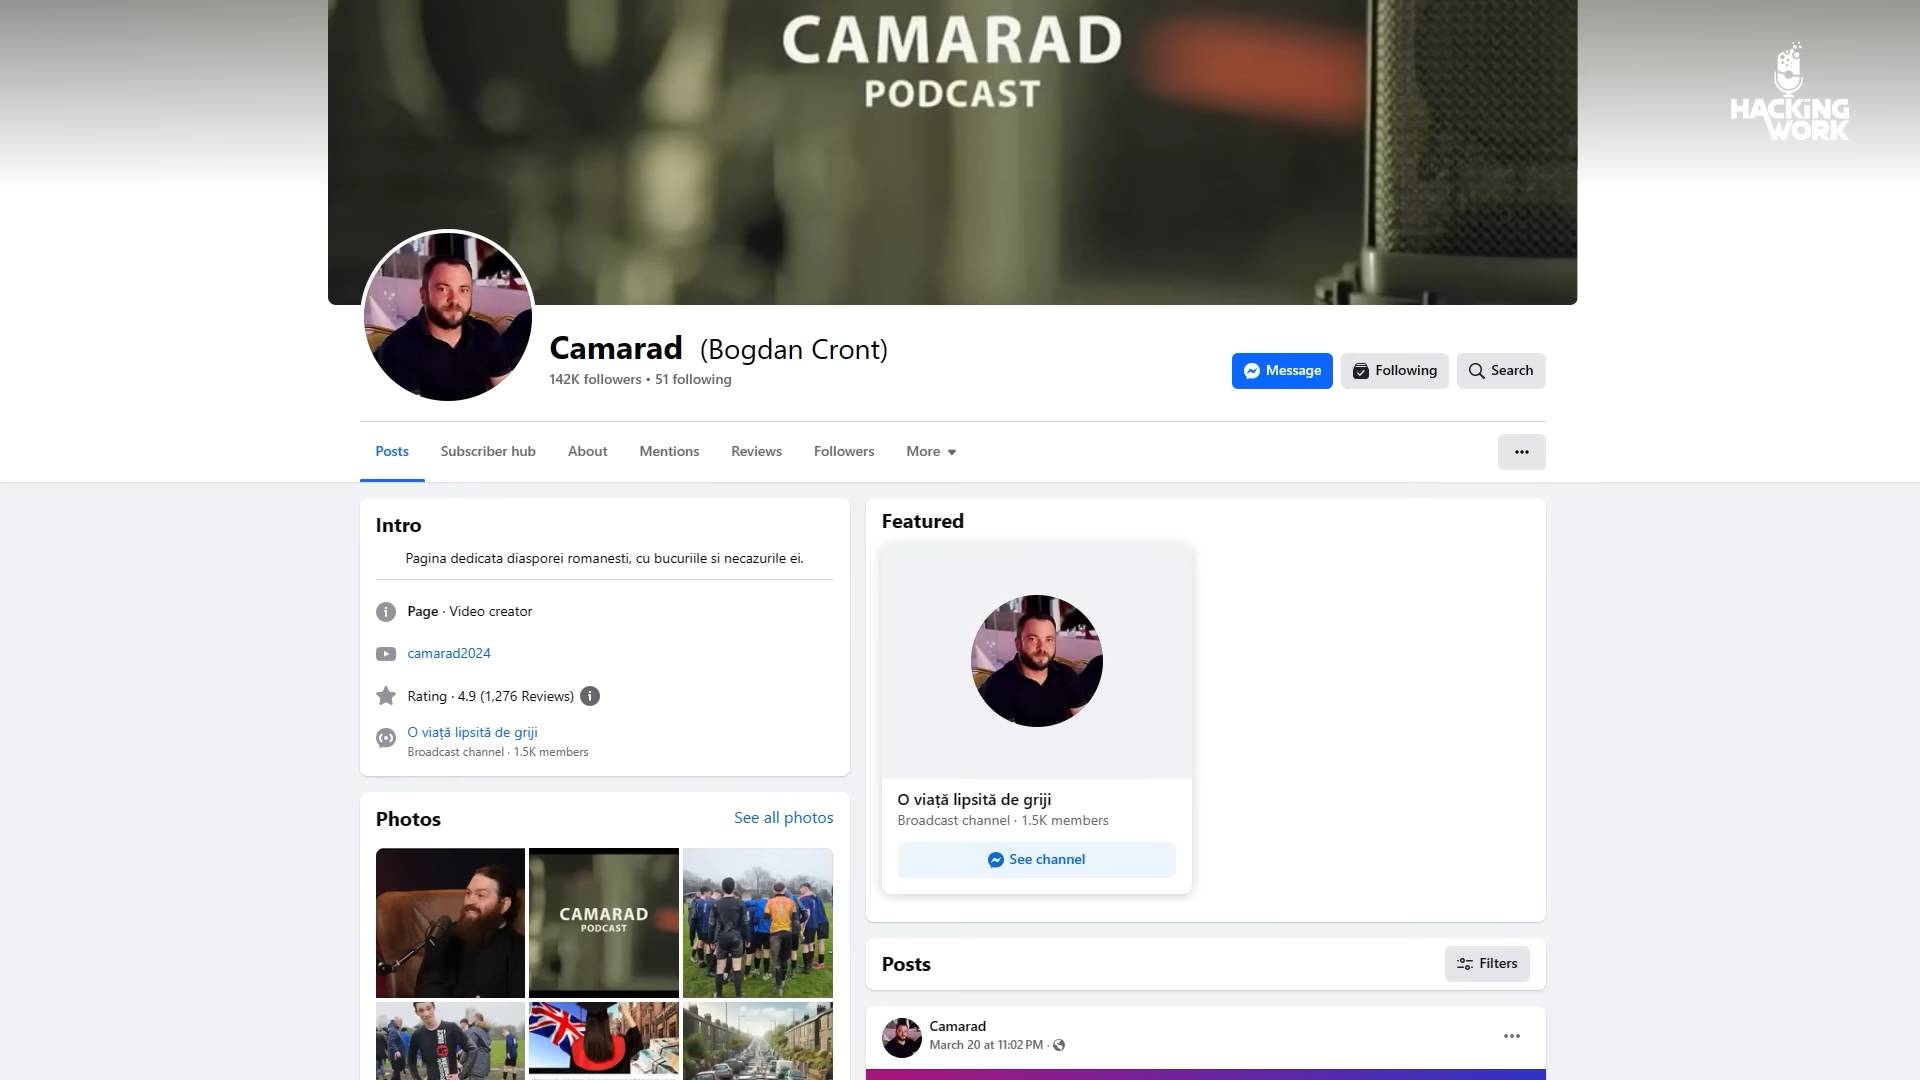 CAMARAD
PODCAST
HACKiNG
WORK
Camarad (Bogdan Cront)
142K followers • 51 following
Message
Following
Search
Posts
Subscriber hub
About
Mentions
Reviews
Followers
More
Intro
Pagina dedicata diasporei romanesti, cu bucuriile si necazurile ei.
Page · Video creator
camarad2024
Rating · 4.9 (1,276 Reviews)
O viață lipsită de griji
Broadcast channel · 1.5K members
Photos
See all photos
CAMARAD
PODCAST
Featured
O viață lipsită de griji
Broadcast channel · 1.5K members
See channel
Posts
Filters
Camarad
March 20 at 11:02 PM ·